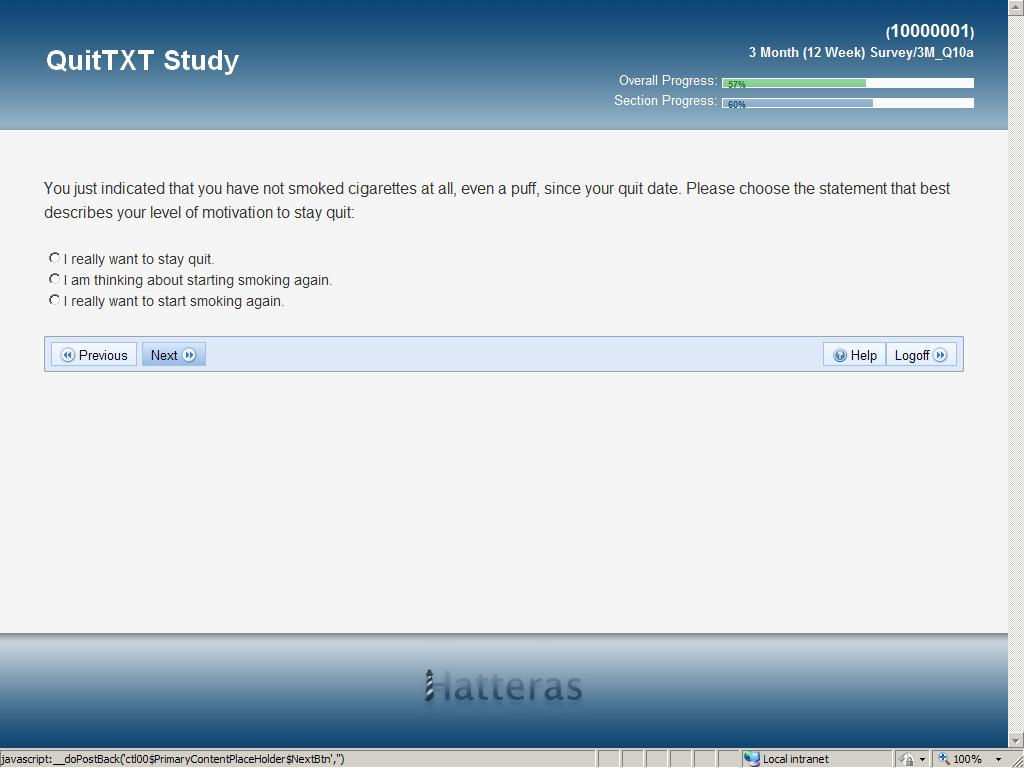 (10000001)
QuitTXT Study
3 Month (12 Week) Survey/3M_Q10a
Overall Progress: 57%
Section Progress: 60%
You just indicated that you have not smoked cigarettes at all, even a puff, since your quit date. Please choose the statement that best
describes your level of motivation to stay quit:
I really want to stay quit.
I am thinking about starting smoking again.
I really want to start smoking again.
Previous Next Help Logoff
Hatteras
javascript:__doPostBack('ctl00$PrimaryContentPlaceHolder$NextBtn','') Local intranet 100%